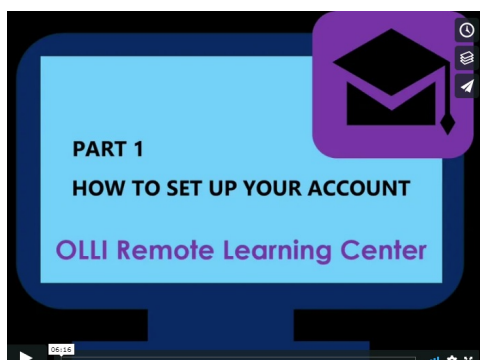 PART 1
HOW TO SET UP YOUR ACCOUNT
OLLI Remote Learning Center
06:16